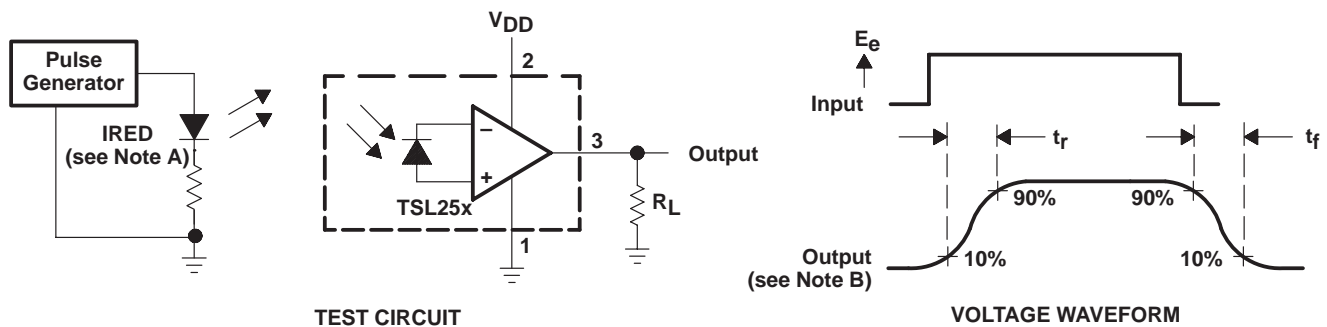 Pulse
Generator
IRED
(see Note A)
VDD
2
−
+
TSL25x
3
1
Output
RL
TEST CIRCUIT
Ee
Input
tr
tf
90%
90%
10%
10%
Output
(see Note B)
VOLTAGE WAVEFORM